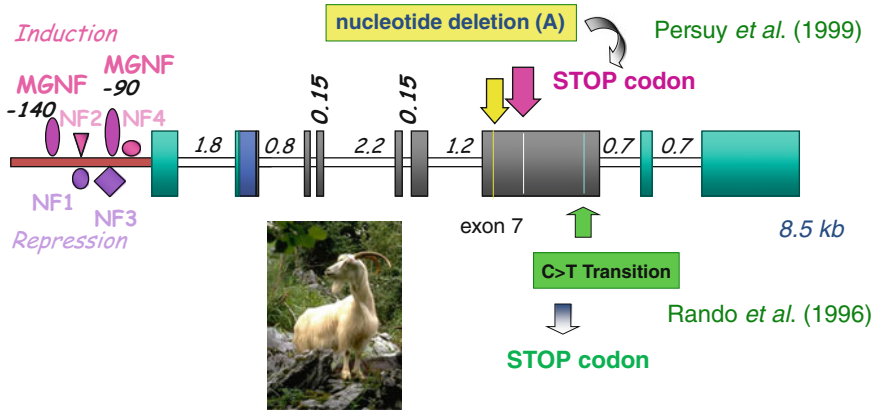 Induction
nucleotide deletion (A)
Persuy et al. (1999)
MGNF
MGNF
-90
-140
NF2
NF4
STOP codon
1.8
0.8
0.15
2.2
0.15
1.2
0.7
0.7
NF1
NF3
Repression
exon 7
8.5 kb
C>T Transition
Rando et al. (1996)
STOP codon